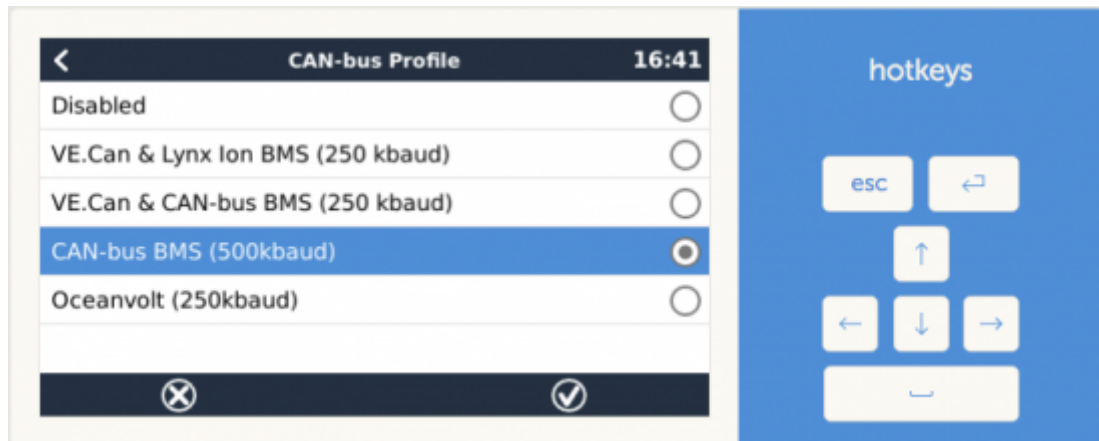 CAN-bus Profile 16:41
Disabled
VE.Can & Lynx Ion BMS (250 kbaud)
VE.Can & CAN-bus BMS (250 kbaud)
CAN-bus BMS (500kbaud)
Oceanvolt (250kbaud)
hotkeys
esc